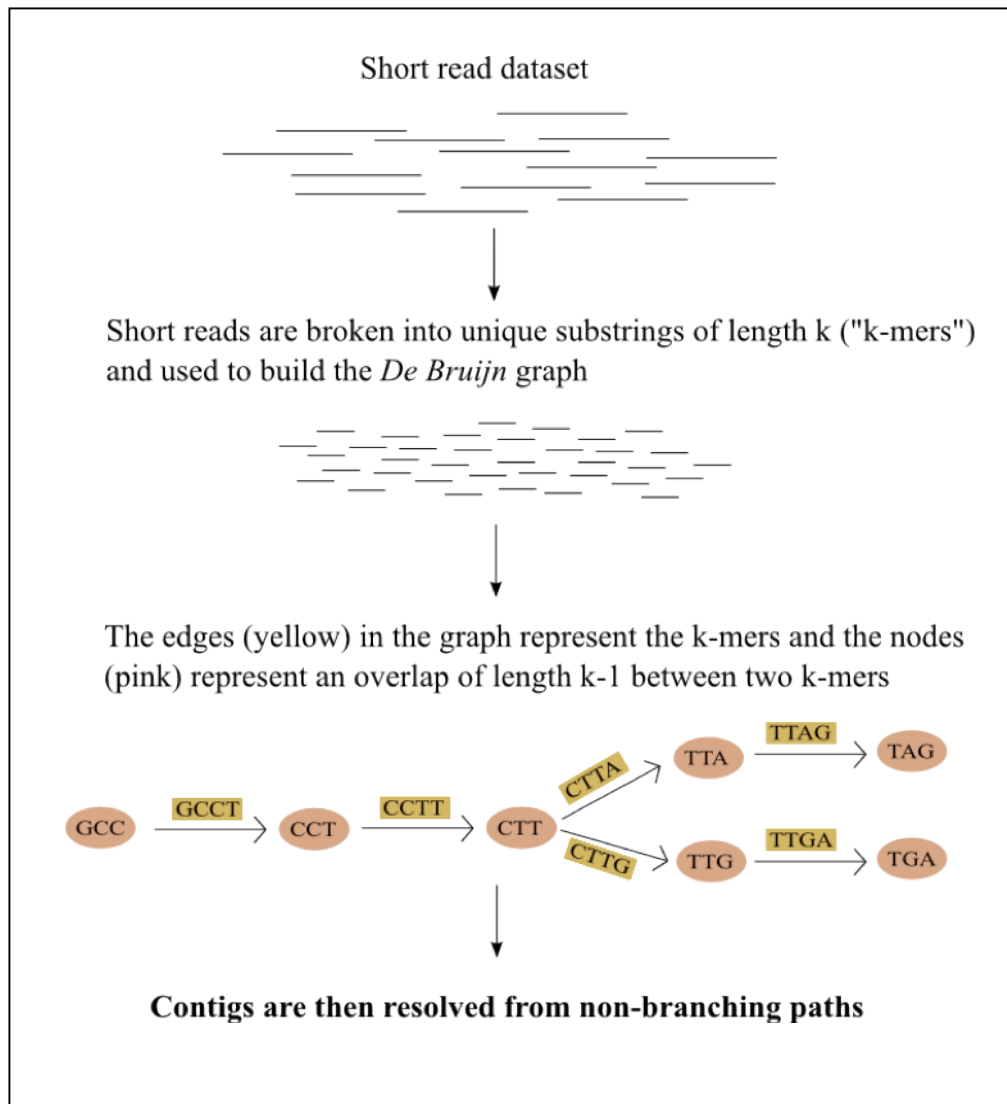 Short read dataset
Short reads are broken into unique substrings of length k ("k-mers")
and used to build the De Bruijn graph
The edges (yellow) in the graph represent the k-mers and the nodes
(pink) represent an overlap of length k-1 between two k-mers
GCC
GCCT
CCT
CCTT
CTT
CTTA
TTA
TTAG
TAG
CTTG
TTG
TTGA
TGA
Contigs are then resolved from non-branching paths